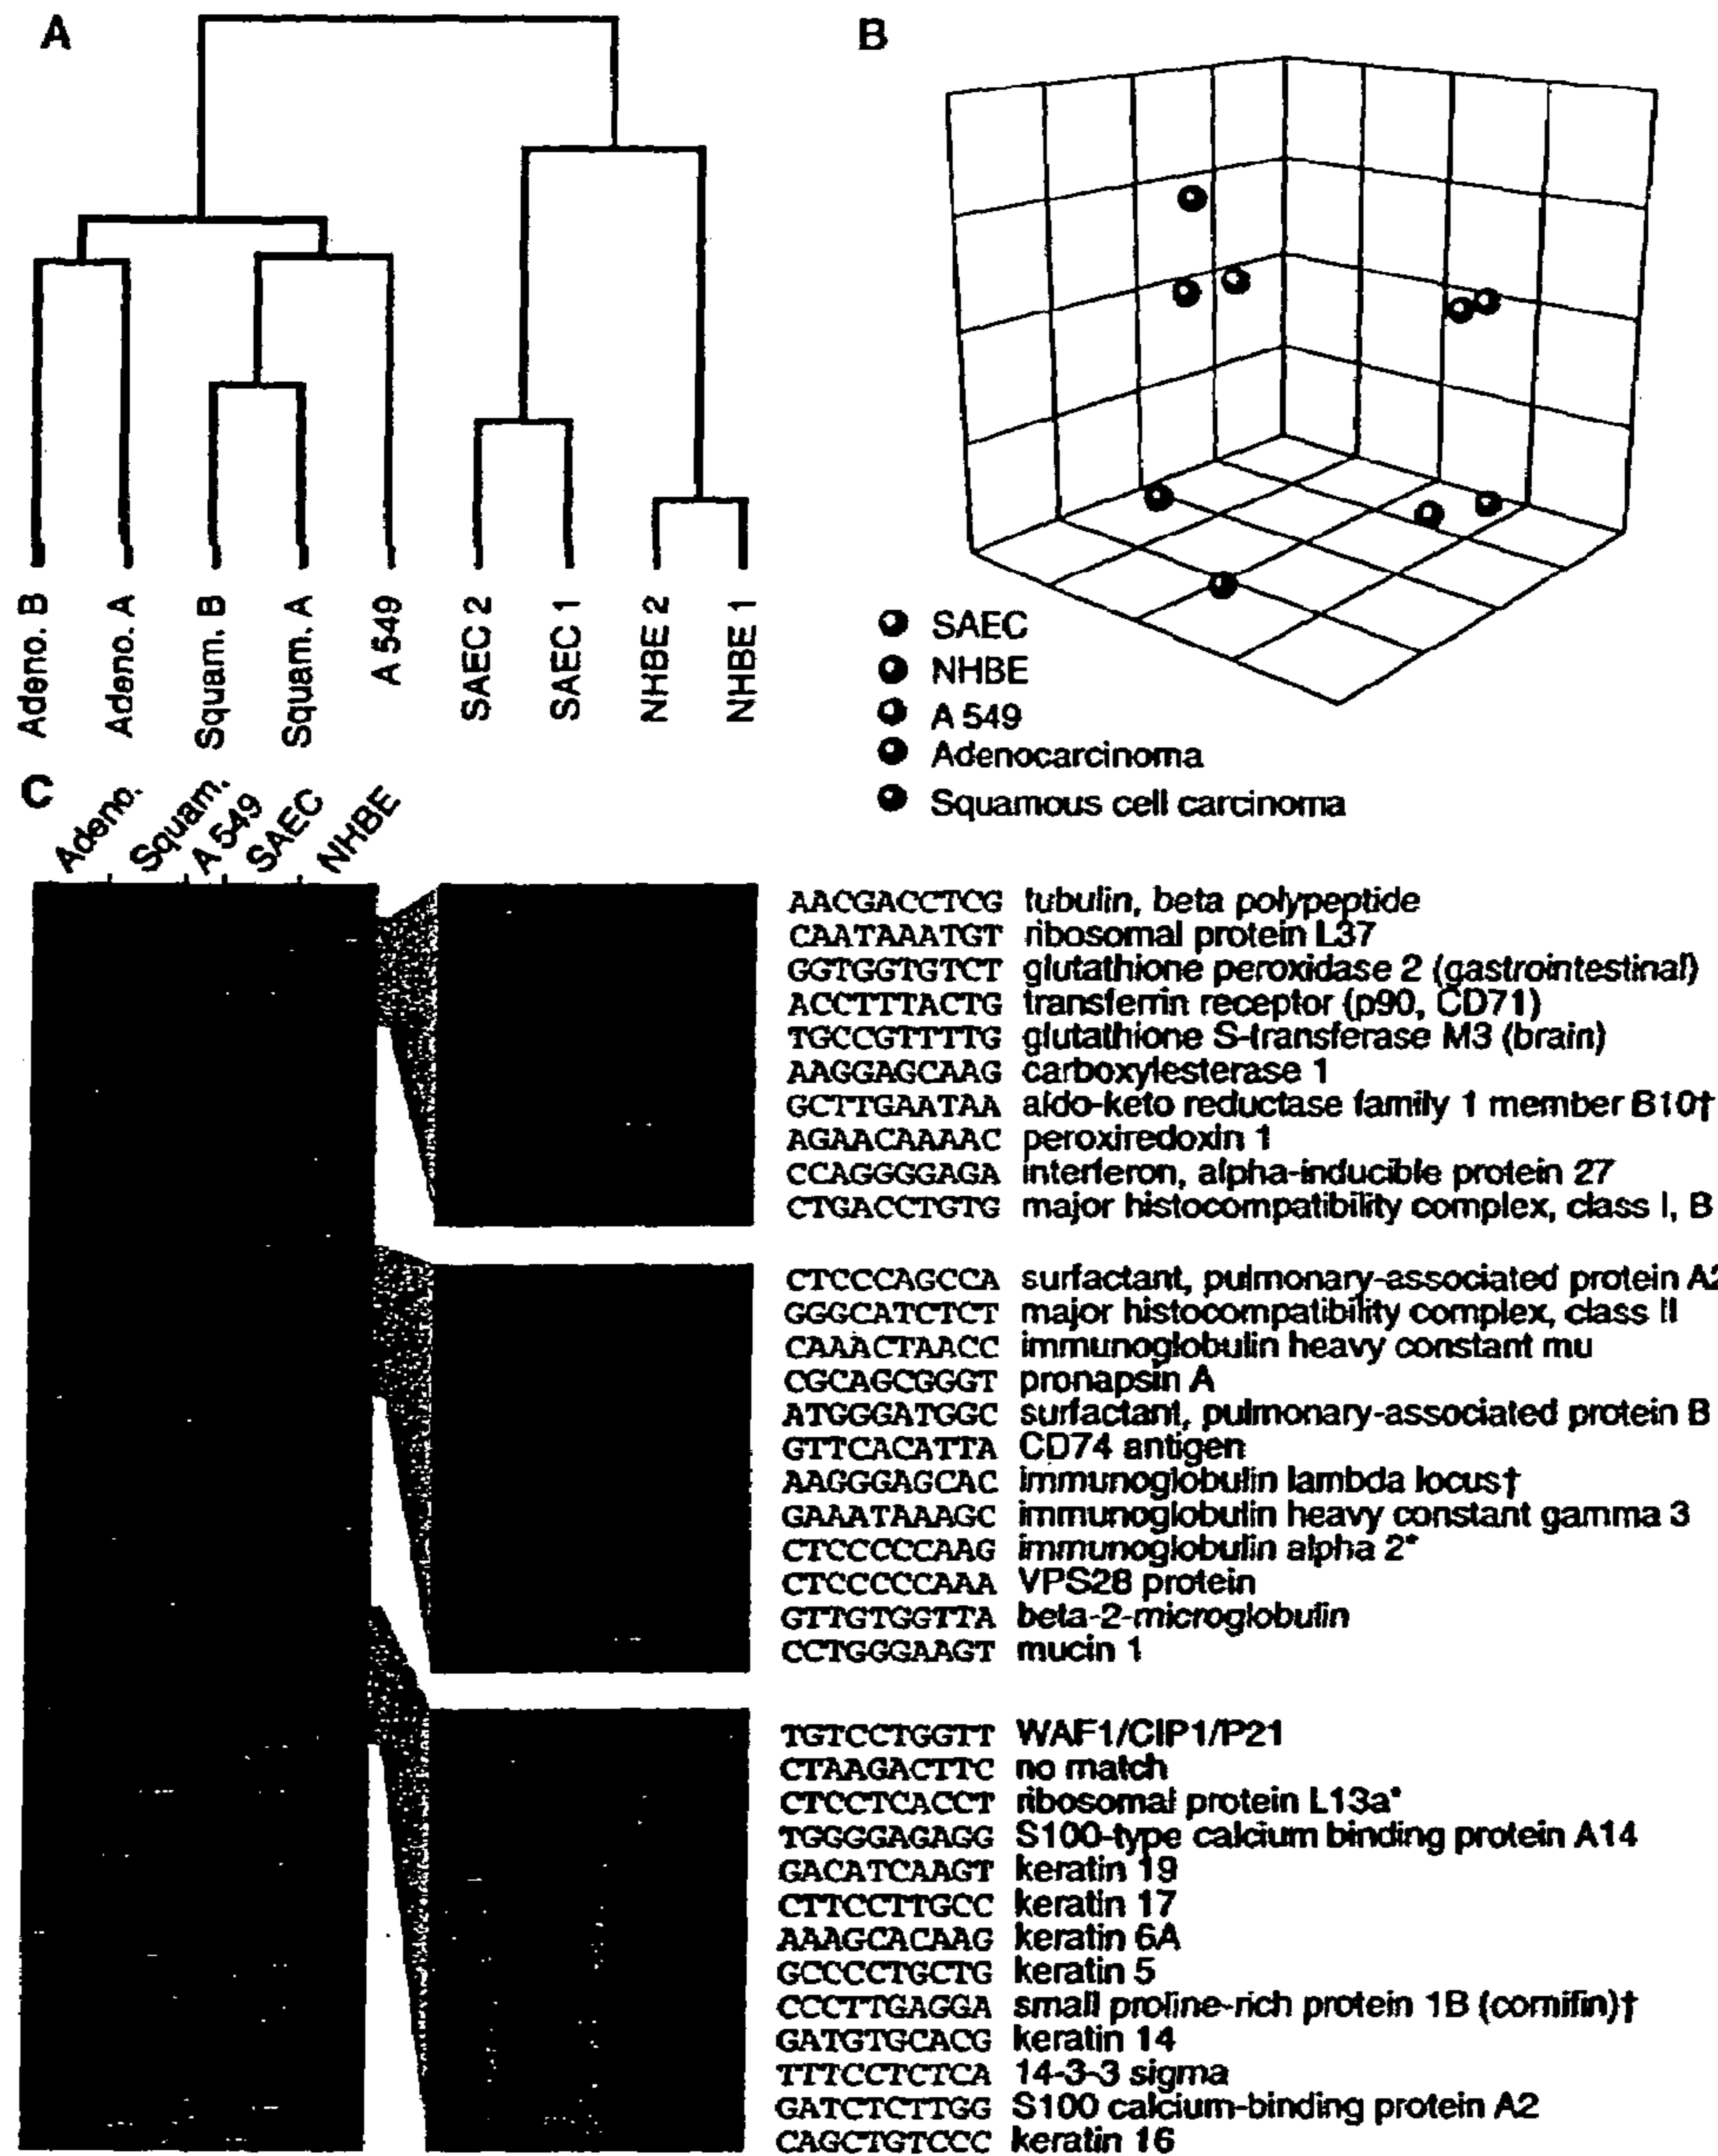 A
B
Adeno. B
Adeno. A
Squam. B
Squam. A
A 549
SAEC 2
SAEC 1
NHBE 2
NHBE 1
SAEC
NHBE
A 549
Adenocarcinoma
Squamous cell carcinoma
C
Adeno.
Squam.
A 549
SAEC
NHBE
AACGACCTCG tubulin, beta polypeptide
CAATAAATGT ribosomal protein L37
GGTGGTGTCT glutathione peroxidase 2 (gastrointestinal)
ACCTTTACTG transferrin receptor (p90, CD71)
TGCCGTTTTG glutathione S-transferase M3 (brain)
AAGGAGCAAG carboxylesterase 1
GCTTGAATAA aldo-keto reductase family 1 member B10†
AGAACAAAAC peroxiredoxin 1
CCAGGGGAGA interferon, alpha-inducible protein 27
CTGACCTGTG major histocompatibility complex, class I, B
CTCCCAGCCA surfactant, pulmonary-associated protein A2
GGGCATCTCT major histocompatibility complex, class II
CAAACTAACC immunoglobulin heavy constant mu
CGCAGCGGGT pronapsin A
ATGGGATGGC surfactant, pulmonary-associated protein B
GTTCACATTA CD74 antigen
AAGGGAGCAC immunoglobulin lambda locus†
GAAATAAAGC immunoglobulin heavy constant gamma 3
CTCCCCCAAG immunoglobulin alpha 2*
CTCCCCCAAA VPS28 protein
GTTGTGGTTA beta-2-microglobulin
CCTGGGAAGT mucin 1
TGTCCTGGTT WAF1/CIP1/P21
CTAAGACTTC no match
CTCCTCACCT ribosomal protein L13a*
TGGGGAGAGG S100-type calcium binding protein A14
GACATCAAGT keratin 19
CTTCCTTGCC keratin 17
AAAGCACAAG keratin 6A
GCCCCTGCTG keratin 5
CCCTTGAGGA small proline-rich protein 1B (cornifin)†
GATGTGCACG keratin 14
TTTCCTCTCA 14-3-3 sigma
GATCTCTTGG S100 calcium-binding protein A2
CAGCTGTCCC keratin 16